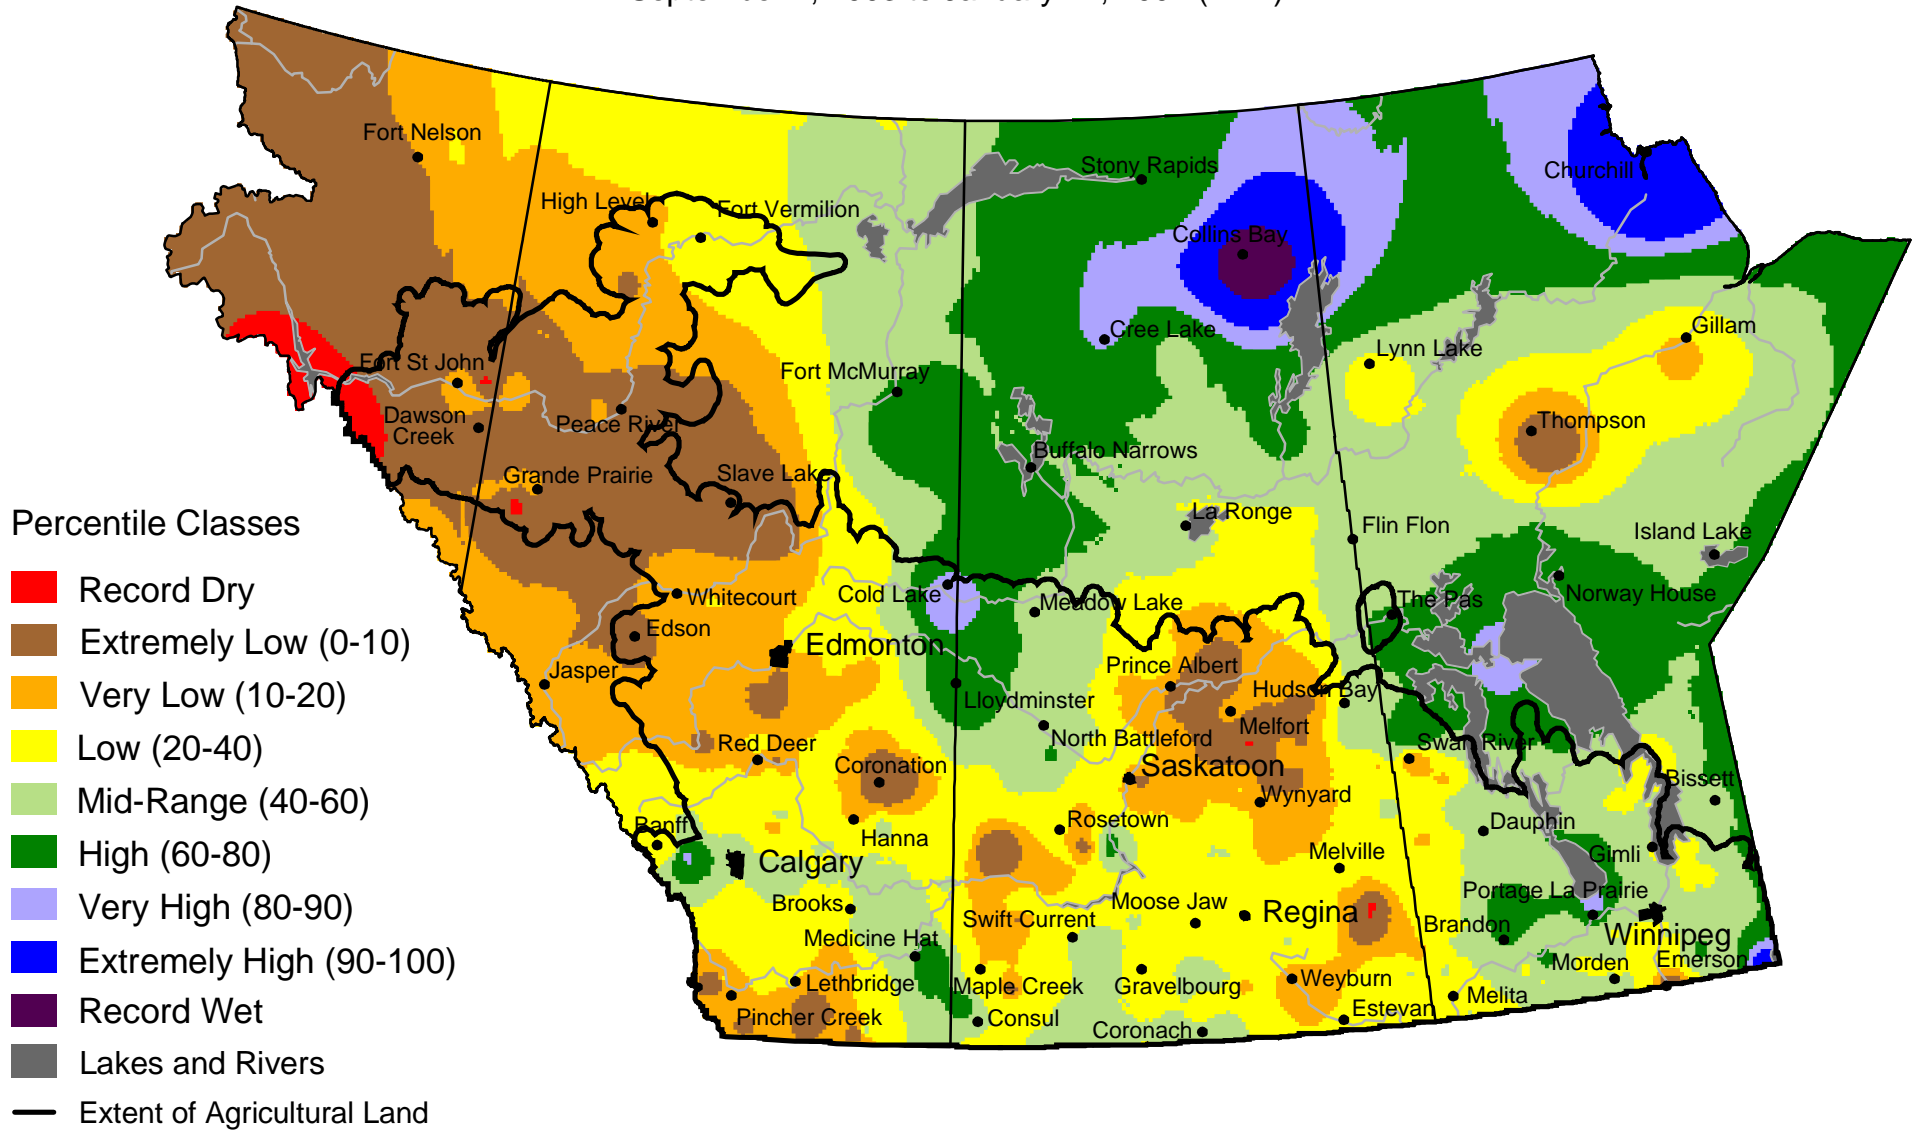 Fort Nelson
Stony Rapids
Churchill
High Level
Fort Vermilion
Collins Bay
Cree Lake
Gillam
Lynn Lake
Fort St John
Fort McMurray
Dawson
Creek
Peace River
Thompson
Buffalo Narrows
Grande Prairie
Slave Lake
La Ronge
Flin Flon
Island Lake
Whitecourt
Cold Lake
Meadow Lake
The Pas
Norway House
Edson
Edmonton
Jasper
Prince Albert
Hudson Bay
Lloydminster
Melfort
North Battleford
Red Deer
Swan River
Coronation
Saskatoon
Bissett
Wynyard
Banff
Hanna
Rosetown
Dauphin
Calgary
Melville
Gimli
Brooks
Swift Current
Moose Jaw
Regina
Portage La Prairie
Brandon
Medicine Hat
Winnipeg
Lethbridge
Maple Creek
Gravelbourg
Weyburn
Morden
Emerson
Pincher Creek
Consul
Coronach
Estevan
Melita
Percentile Classes
Record Dry
Extremely Low (0-10)
Very Low (10-20)
Low (20-40)
Mid-Range (40-60)
High (60-80)
Very High (80-90)
Extremely High (90-100)
Record Wet
Lakes and Rivers
Extent of Agricultural Land